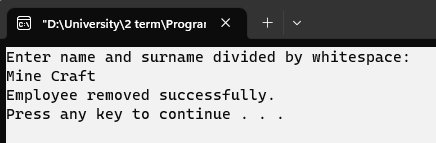 "D:\University\2 term\Program
Enter name and surname divided by whitespace:
Mine Craft
Employee removed successfully.
Press any key to continue . . .